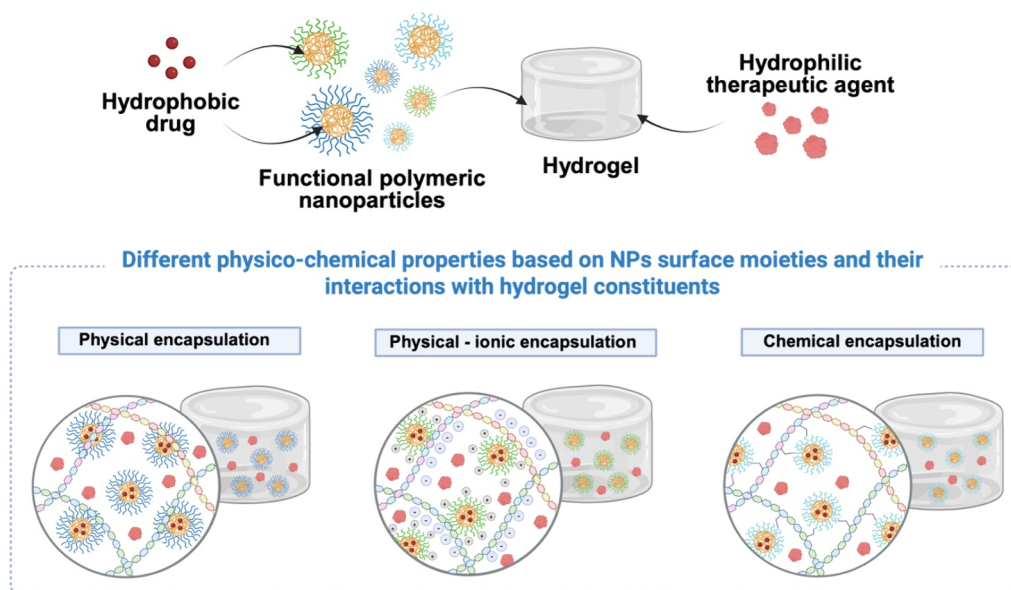 Hydrophobic
drug
Functional polymeric
nanoparticles
Hydrogel
Hydrophilic
therapeutic agent
Different physico-chemical properties based on NPs surface moieties and their
interactions with hydrogel constituents
Physical encapsulation
Physical - ionic encapsulation
Chemical encapsulation